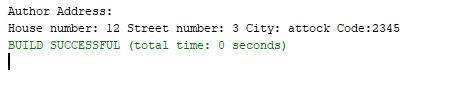 Author Address:
House number: 12 Street number: 3 City: attock Code:2345
BUILD SUCCESSFUL (total time: 0 seconds)